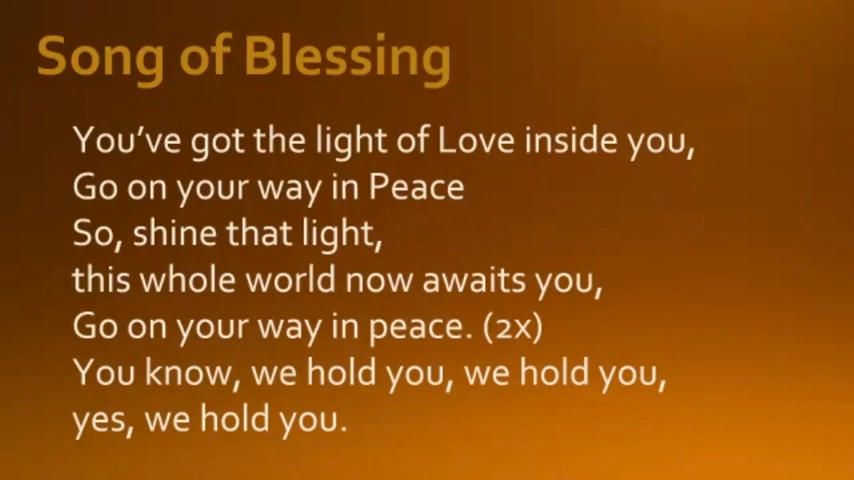 Song of Blessing
You've got the light of Love inside you,
Go on your way in Peace
So, shine that light,
this whole world now awaits you,
Go on your way in peace. (2x)
You know, we hold you, we hold you,
yes, we hold you.